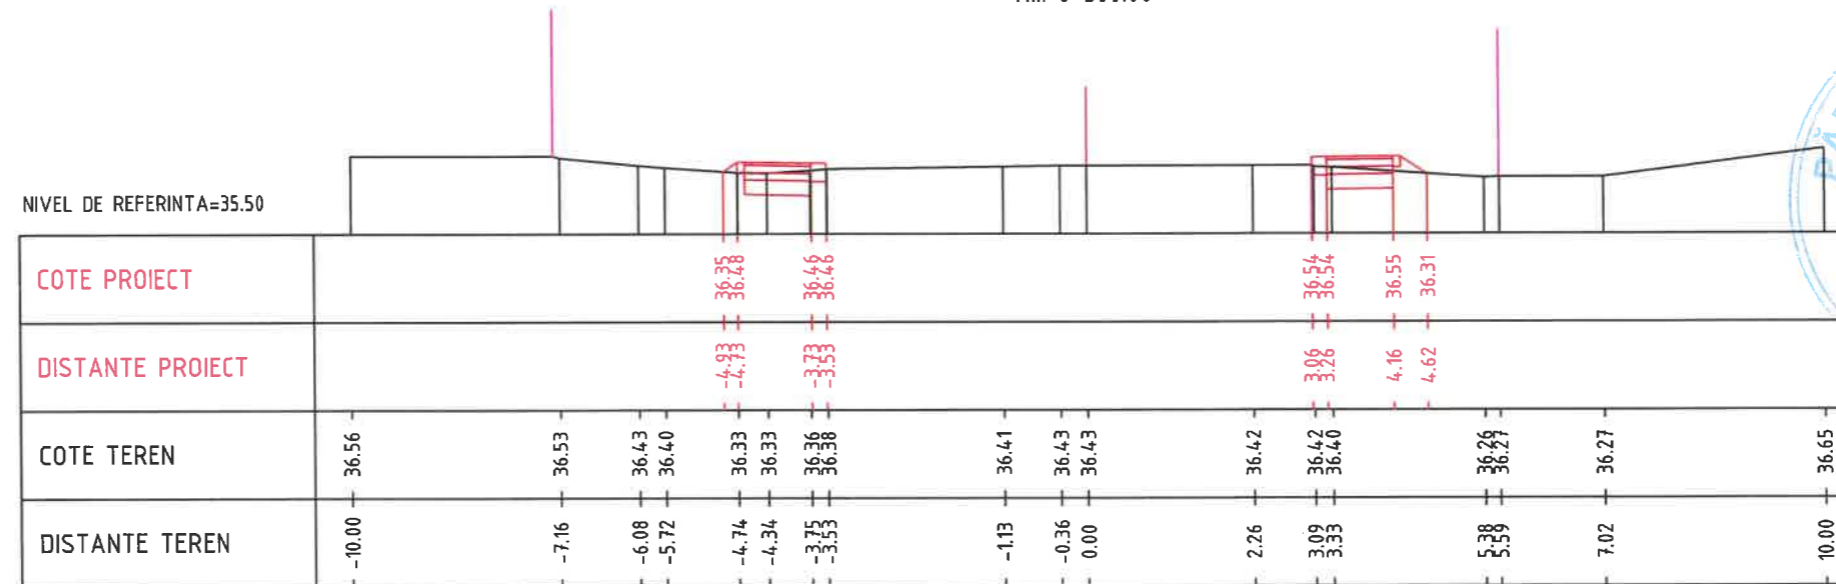 NIVEL DE REFERINTA=35.50
COTE PROIECT 36.35 36.48 36.46 36.46 36.54 36.54 36.55 36.31
DISTANTE PROIECT -4.93 -4.73 -3.73 -3.53 3.06 3.26 4.16 4.62
COTE TEREN 36.56 36.53 36.43 36.40 36.33 36.33 36.36 36.38 36.41 36.43 36.43 36.42 36.42 36.40 36.26 36.27 36.27 36.65
DISTANTE TEREN -10.00 -7.16 -6.08 -5.72 -4.74 -4.34 -3.75 -3.53 -1.13 -0.36 0.00 2.26 3.09 3.39 5.38 5.59 7.02 10.00